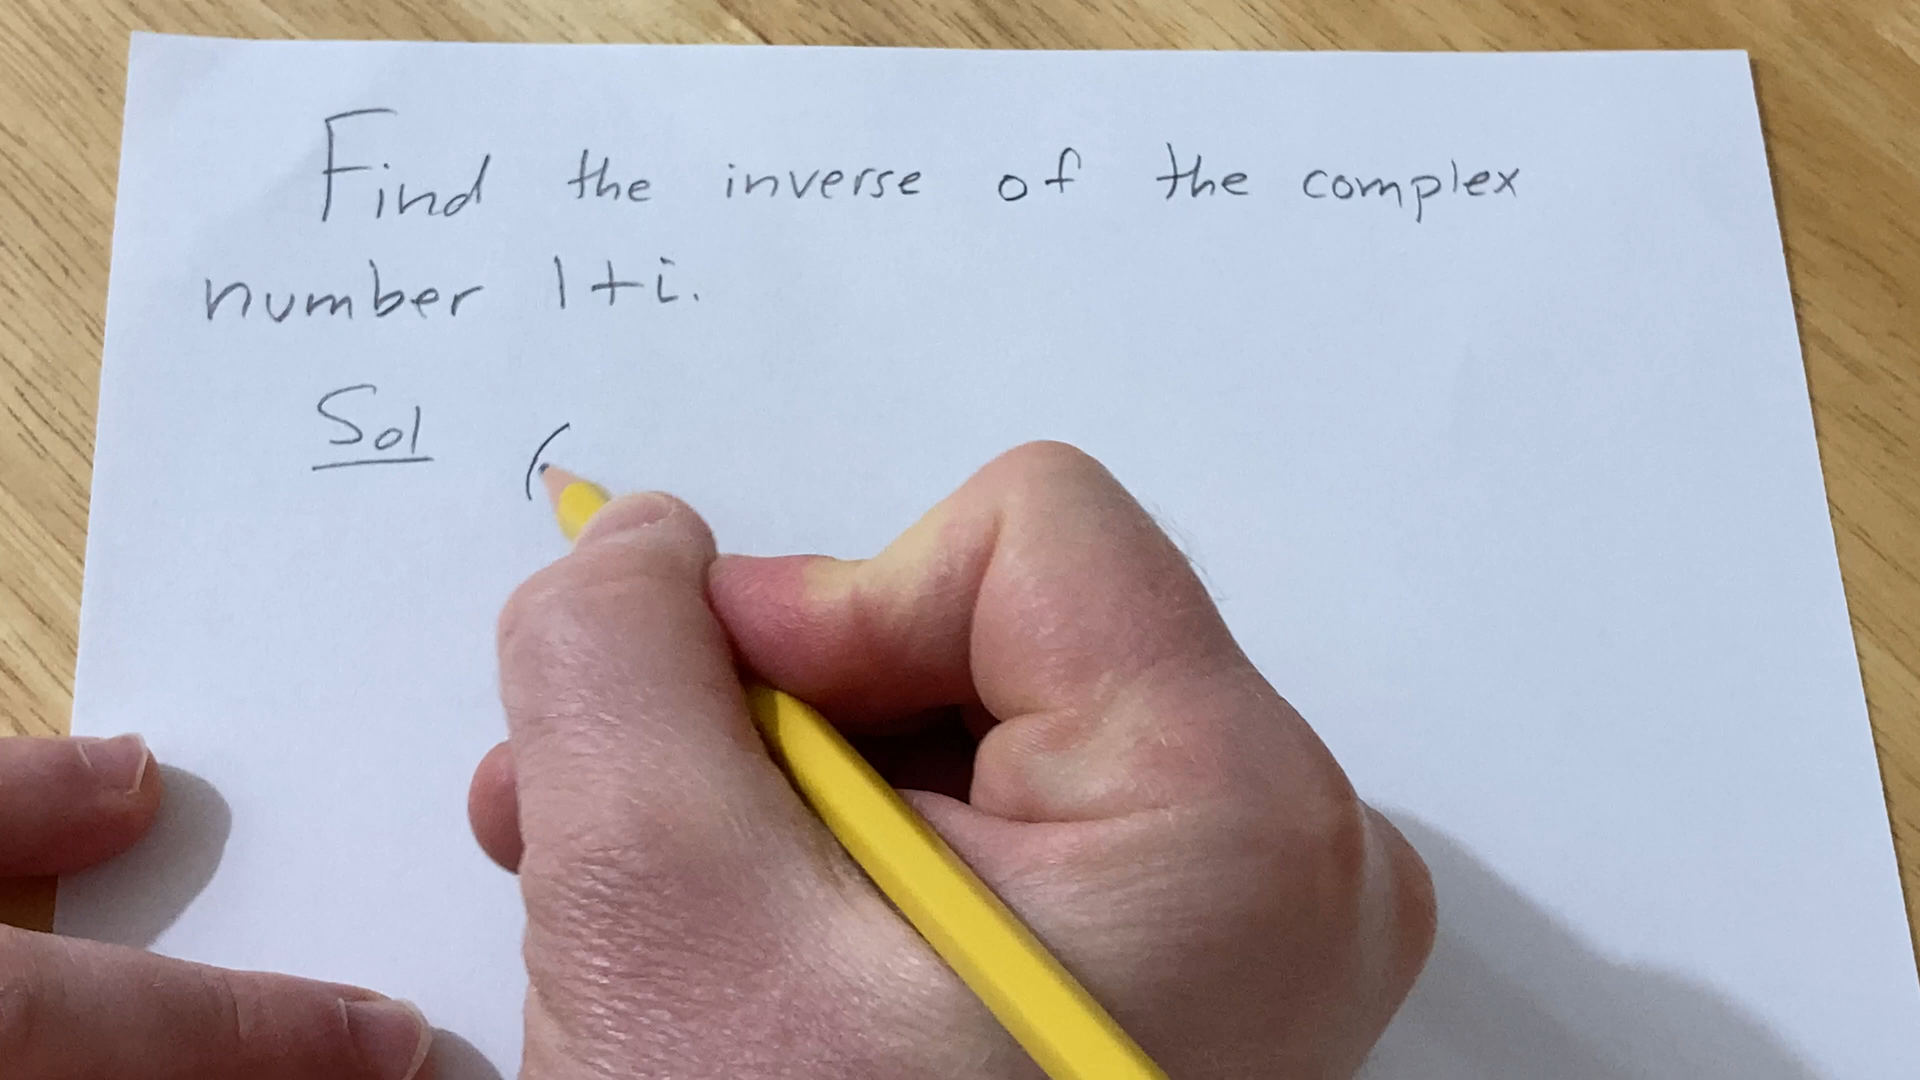 Find the inverse of the complex
number 1+i.
Sol (